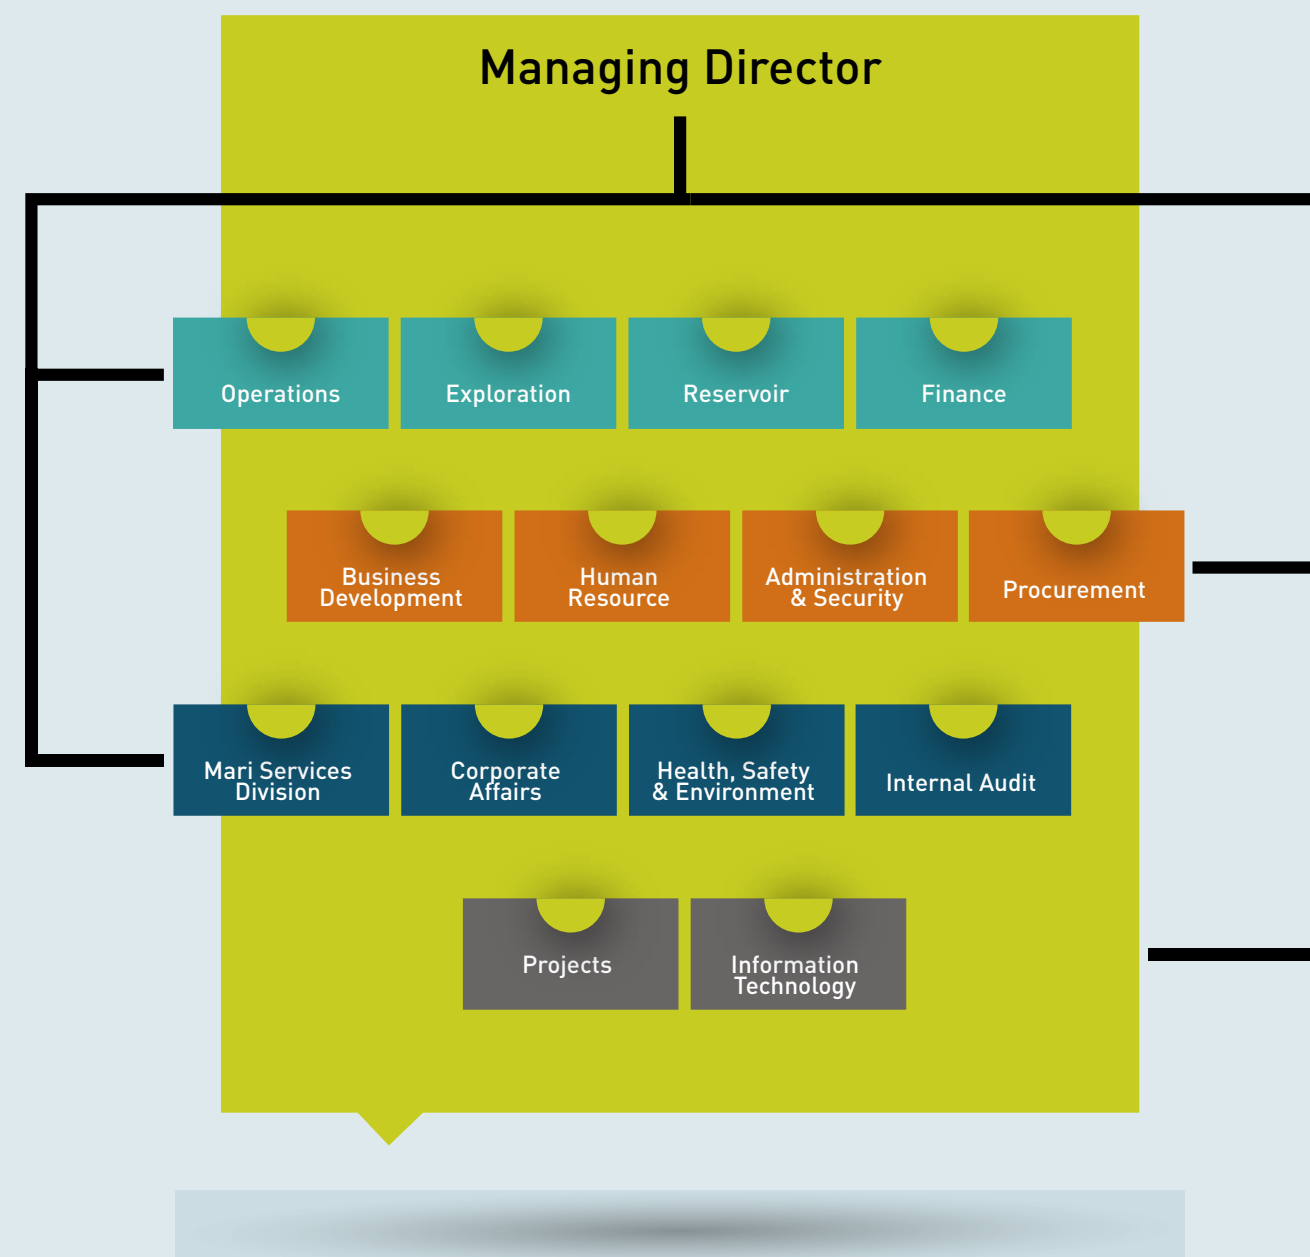 Managing Director
Operations
Exploration
Reservoir
Finance
Business
Development
Human
Resource
Administration
& Security
Procurement
Mari Services
Division
Corporate
Affairs
Health, Safety
& Environment
Internal Audit
Projects
Information
Technology